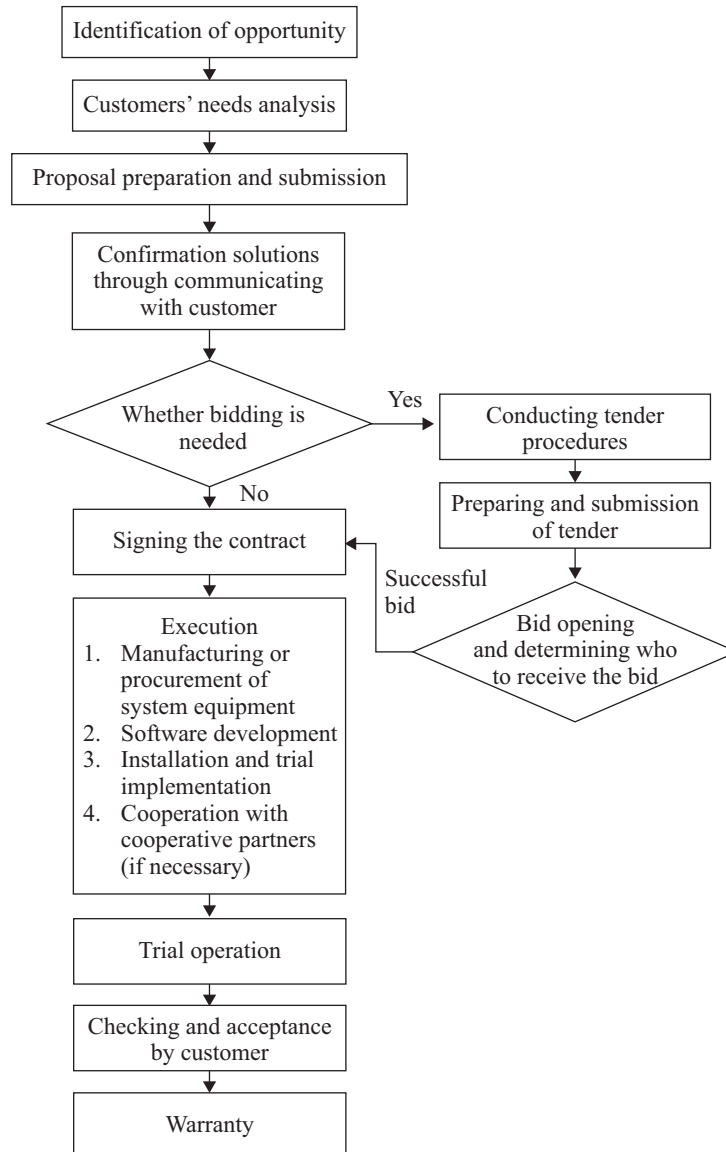 Identification of opportunity
Customers’ needs analysis
Proposal preparation and submission
Confirmation solutions
through communicating
with customer
Whether bidding is
needed
Yes
No
Conducting tender
procedures
Preparing and submission
of tender
Bid opening
and determining who
to receive the bid
Successful
bid
Signing the contract
Execution
1. Manufacturing or
procurement of
system equipment
2. Software development
3. Installation and trial
implementation
4. Cooperation with
cooperative partners
(if necessary)
Trial operation
Checking and acceptance
by customer
Warranty